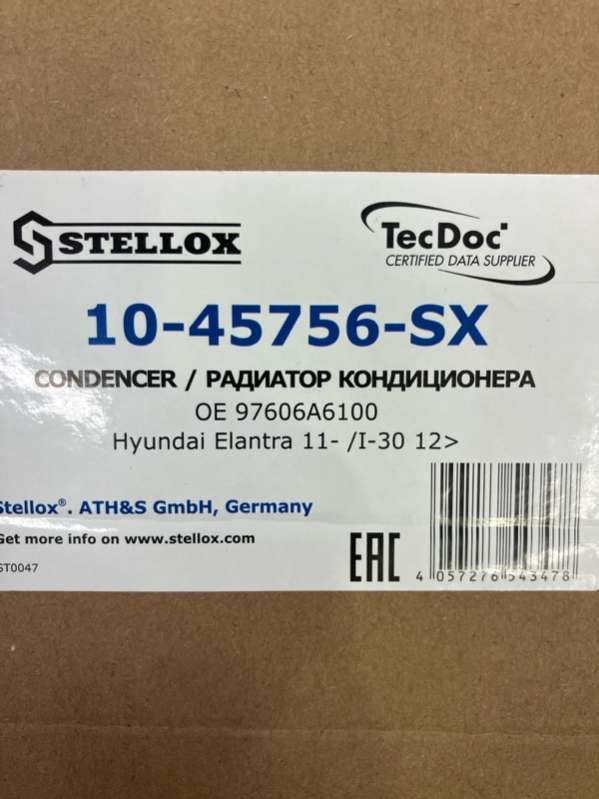 STELLOX
TecDoc
CERTIFIED DATA SUPPLIER
10-45756-SX
CONDENCER / РАДИАТОР КОНДИЦИОНЕРА
OE 97606A6100
Hyundai Elantra 11- /I-30 12>
Stellox®. ATH&S GmbH, Germany
Get more info on www.stellox.com
ST0047
EAC
4 057276 543478